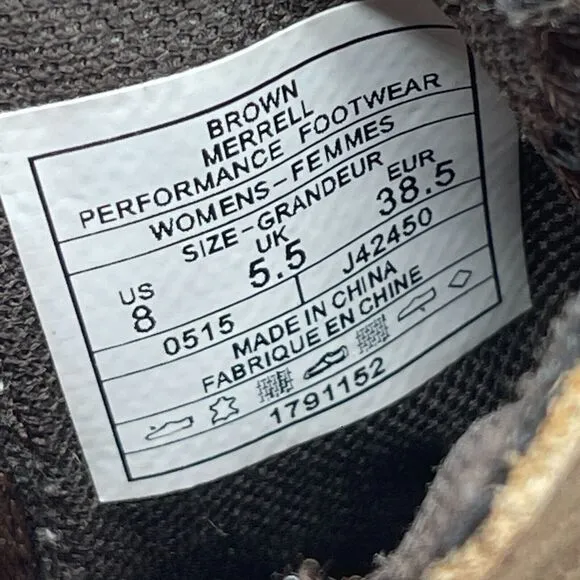 BROWN
MERRELL
PERFORMANCE FOOTWEAR
WOMENS-FEMMES
SIZE-GRANDEUR
US UK EUR
8 5.5 38.5
0515 J42450
MADE IN CHINA
FABRIQUE EN CHINE
1791152